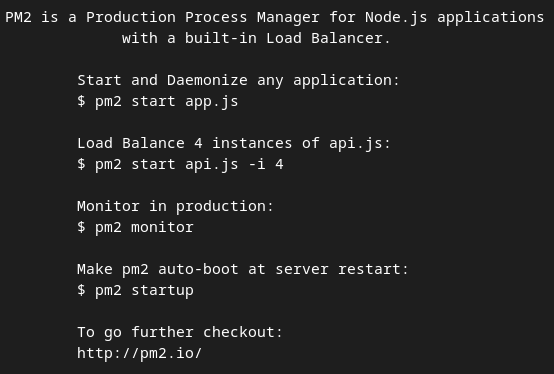 PM2 is a Production Process Manager for Node.js applications
with a built-in Load Balancer.
Start and Daemonize any application:
$ pm2 start app.js
Load Balance 4 instances of api.js:
$ pm2 start api.js -i 4
Monitor in production:
$ pm2 monitor
Make pm2 auto-boot at server restart:
$ pm2 startup
To go further checkout:
http://pm2.io/